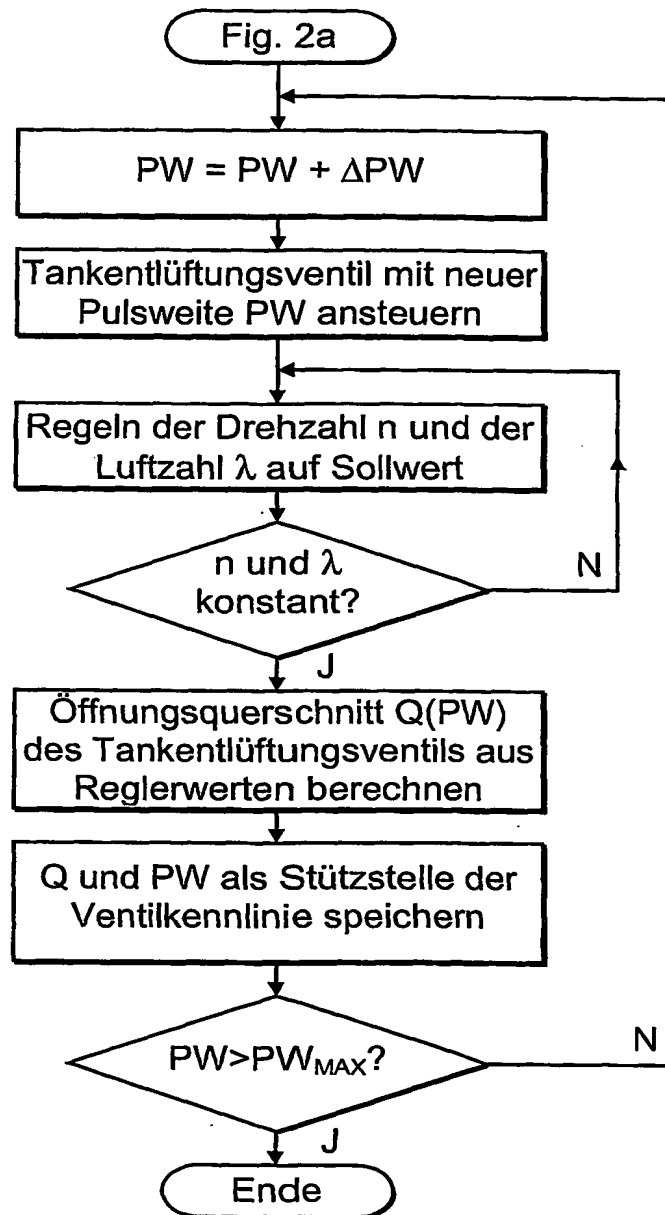 Fig. 2a
PW = PW + ΔPW
Tankentlüftungsventil mit neuer
Pulsweite PW ansteuern
Regeln der Drehzahl n und der
Luftzahl λ auf Sollwert
n und λ
konstant?
N
J
Öffnungsquerschnitt Q(PW)
des Tankentlüftungsventils aus
Reglerwerten berechnen
Q und PW als Stützstelle der
Ventilkennlinie speichern
PW>PWMAX?
N
J
Ende